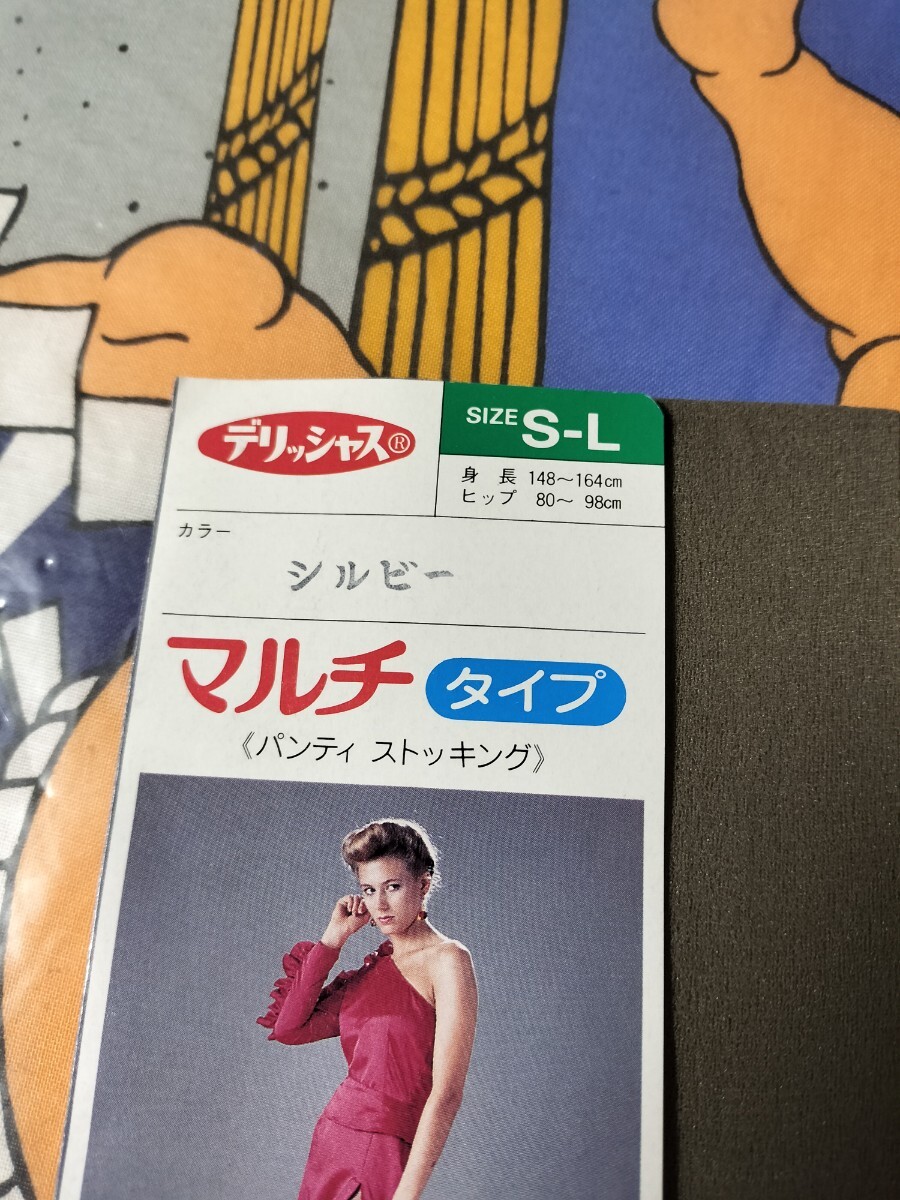 デリッシャス®
SIZE S-L
身長 148～164cm
ヒップ 80～ 98cm
カラー
シルビー
マルチ タイプ
《パンティ ストッキング》